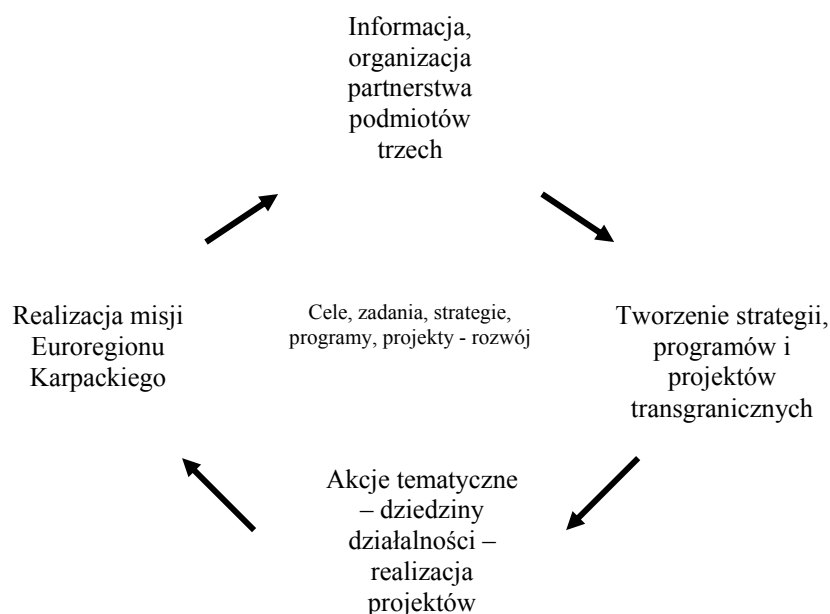 Informacja,
organizacja
partnerstwa
podmiotów
trzech
Realizacja misji
Euroregionu
Karpackiego
Cele, zadania, strategie,
programy, projekty - rozwój
Tworzenie strategii,
programów i
projektów
transgranicznych
Akcje tematyczne
– dziedziny
działalności –
realizacja
projektów